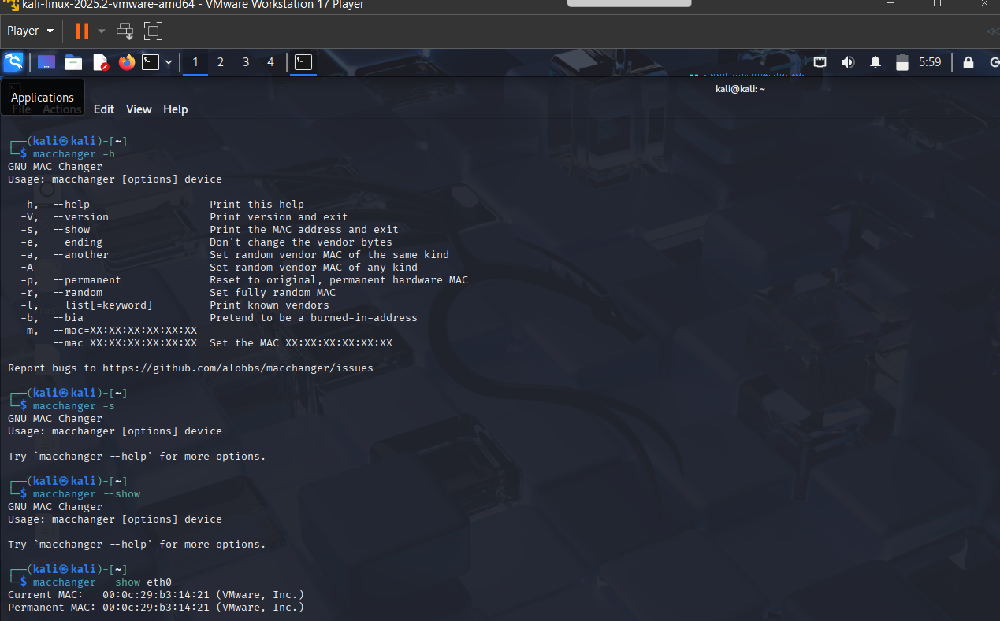 kali-linux-2025.2-vmware-amd64 - VMware Workstation 17 Player
Player
1 2 3 4 5:59
kali@kali: ~
Applications
File Actions Edit View Help
┌──(kali㉿kali)-[~]
└─$ macchanger -h
GNU MAC Changer
Usage: macchanger [options] device
-h, --help Print this help
-V, --version Print version and exit
-s, --show Print the MAC address and exit
-e, --ending Don't change the vendor bytes
-a, --another Set random vendor MAC of the same kind
-A Set random vendor MAC of any kind
-p, --permanent Reset to original, permanent hardware MAC
-r, --random Set fully random MAC
-l, --list[=keyword] Print known vendors
-b, --bia Pretend to be a burned-in-address
-m, --mac=XX:XX:XX:XX:XX:XX
--mac XX:XX:XX:XX:XX:XX Set the MAC XX:XX:XX:XX:XX:XX
Report bugs to https://github.com/alobbs/macchanger/issues
┌──(kali㉿kali)-[~]
└─$ macchanger -s
GNU MAC Changer
Usage: macchanger [options] device
Try `macchanger --help' for more options.
┌──(kali㉿kali)-[~]
└─$ macchanger --show
GNU MAC Changer
Usage: macchanger [options] device
Try `macchanger --help' for more options.
┌──(kali㉿kali)-[~]
└─$ macchanger --show eth0
Current MAC: 00:0c:29:b3:14:21 (VMware, Inc.)
Permanent MAC: 00:0c:29:b3:14:21 (VMware, Inc.)